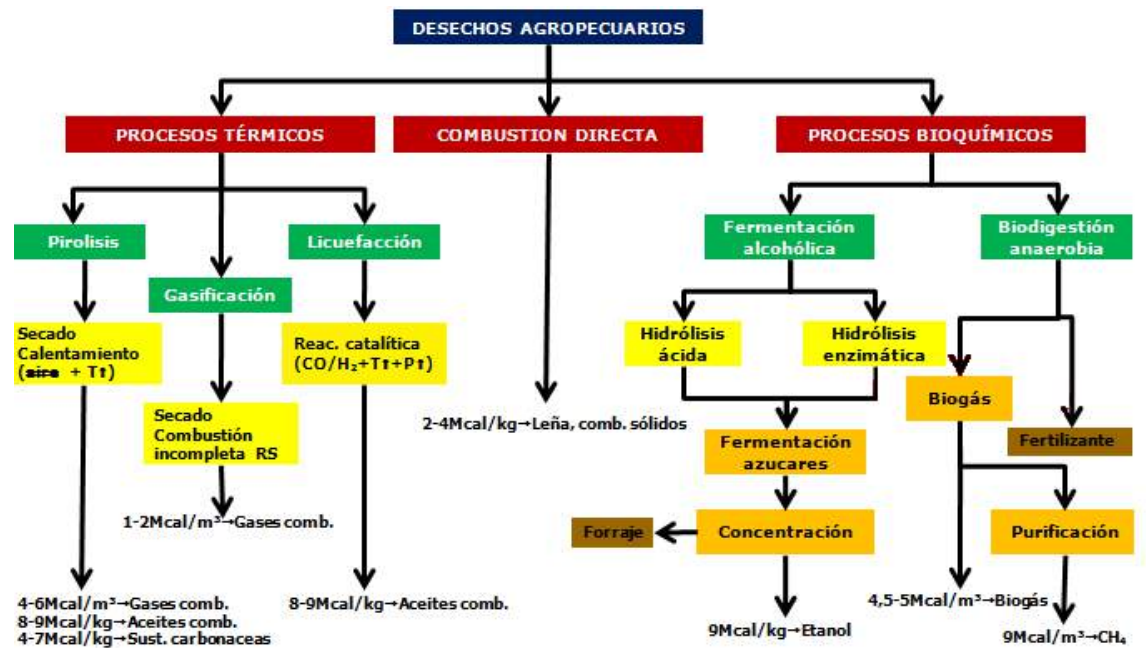 DESECHOS AGROPECUARIOS
PROCESOS TÉRMICOS
COMBUSTION DIRECTA
PROCESOS BIOQUÍMICOS
Pirolisis
Gasificación
Licuefacción
Fermentación
alcohólica
Biodigestión
anaerobia
Secado
Calentamiento
(aire + T⬆)
Reac. catalítica
(CO/H₂+T⬆+P⬆)
Hidrólisis
ácida
Hidrólisis
enzimática
Secado
Combustión
incompleta RS
Biogás
Fertilizante
Fermentación
azucares
Forraje
Concentración
Purificación
1-2Mcal/m³→Gases comb.
2-4Mcal/kg→Leña, comb. sólidos
4-6Mcal/m³→Gases comb.
8-9Mcal/kg→Aceites comb.
4-7Mcal/kg→Sust. carbonaceas
8-9Mcal/kg→Aceites comb.
9Mcal/kg→Etanol
4,5-5Mcal/m³→Biogás
9Mcal/m³→CH₄